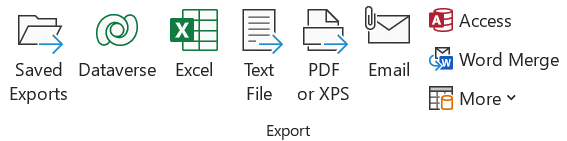 Saved
Exports
Dataverse
Excel
Text
File
PDF
or XPS
Email
Access
Word Merge
More
Export